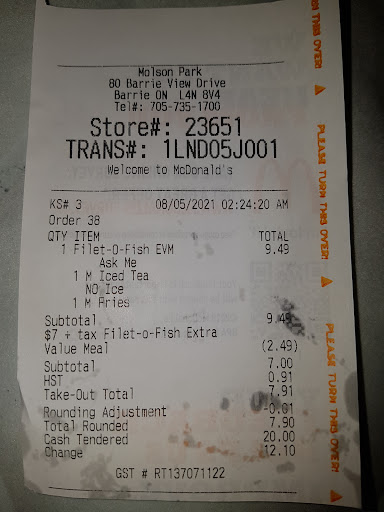 Molson Park
80 Barrie View Drive
Barrie ON L4N 8V4
Tel#: 705-735-1700
Store#: 23651
TRANS#: 1LND05J001
Welcome to McDonald's
KS# 3 08/05/2021 02:24:20 AM
Order 38
QTY ITEM TOTAL
1 Filet-O-Fish EVM 9.49
Ask Me
1 M Iced Tea
NO Ice
1 M Fries
Subtotal 9.49
$7 + tax Filet-o-Fish Extra
Value Meal (2.49)
Subtotal 7.00
HST 0.91
Take-Out Total 7.91
Rounding Adjustment -0.01
Total Rounded 7.90
Cash Tendered 20.00
Change 12.10
GST # RT137071122
TURN THIS OVER!
PLEASE TURN THIS OVER!
PLEASE TURN THIS OVER!